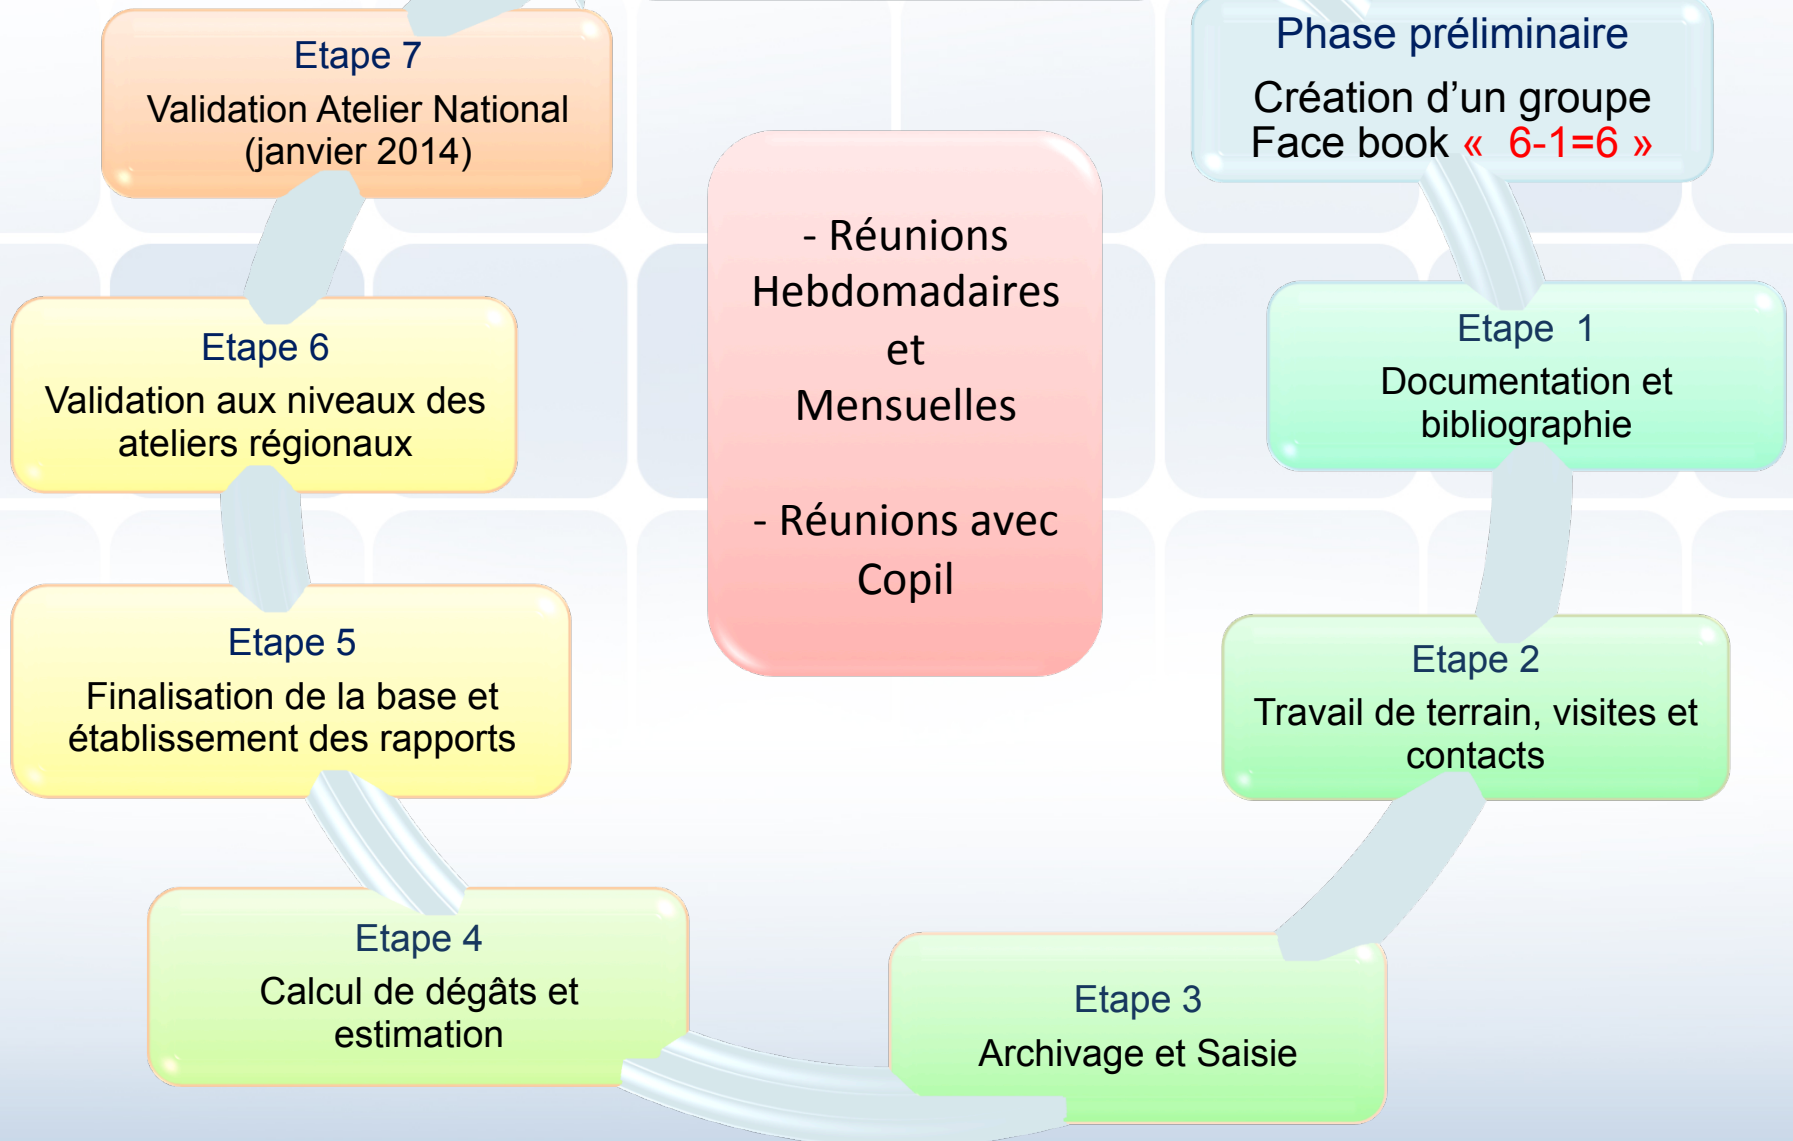 Phase préliminaire
Création d’un groupe
Face book «  6-1=6 »
Etape  1
Documentation et
bibliographie
Etape 2
Travail de terrain, visites et
contacts
Etape 3
Archivage et Saisie
Etape 4
Calcul de dégâts et
estimation
Etape 5
Finalisation de la base et
établissement des rapports
Etape 6
Validation aux niveaux des
ateliers régionaux
Etape 7
Validation Atelier National
(janvier 2014)
- Réunions
Hebdomadaires
et
Mensuelles
- Réunions avec
Copil